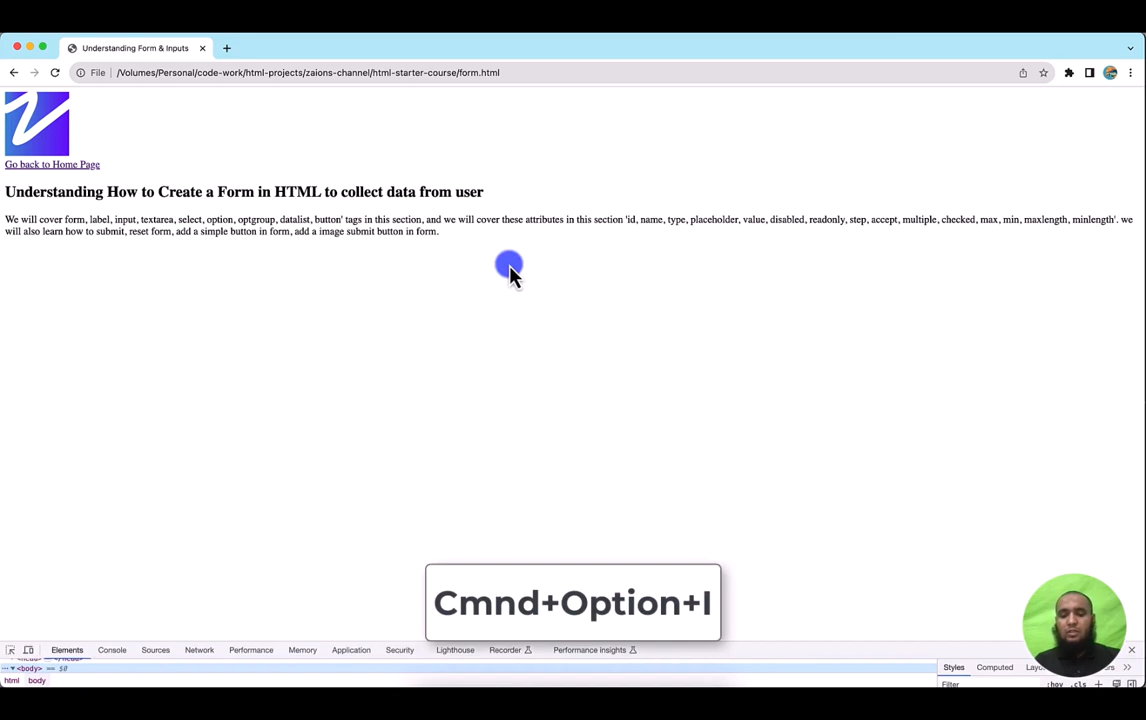 Understanding Form & Inputs
File /Volumes/Personal/code-work/html-projects/zaions-channel/html-starter-course/form.html
Go back to Home Page
Understanding How to Create a Form in HTML to collect data from user
We will cover form, label, input, textarea, select, option, optgroup, datalist, button' tags in this section, and we will cover these attributes in this section 'id, name, type, placeholder, value, disabled, readonly, step, accept, multiple, checked, max, min, maxlength, minlength'. we
will also learn how to submit, reset form, add a simple button in form, add a image submit button in form.
Cmnd+Option+I
Elements Console Sources Network Performance Memory Application Security Lighthouse Recorder Performance insights
<body> == $0
Styles Computed
html body
Filter :hov .cls